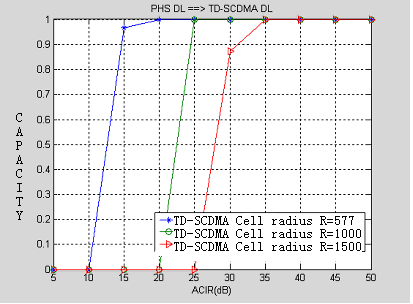 PHS DL ==> TD-SCDMA DL
1
0.9
0.8
0.7
0.6
0.5
0.4
0.3
0.2
0.1
0
CAPACITY
TD-SCDMA Cell radius R=577
TD-SCDMA Cell radius R=1000
TD-SCDMA Cell radius R=1500
5 10 15 20 25 30 35 40 45 50
ACIR(dB)